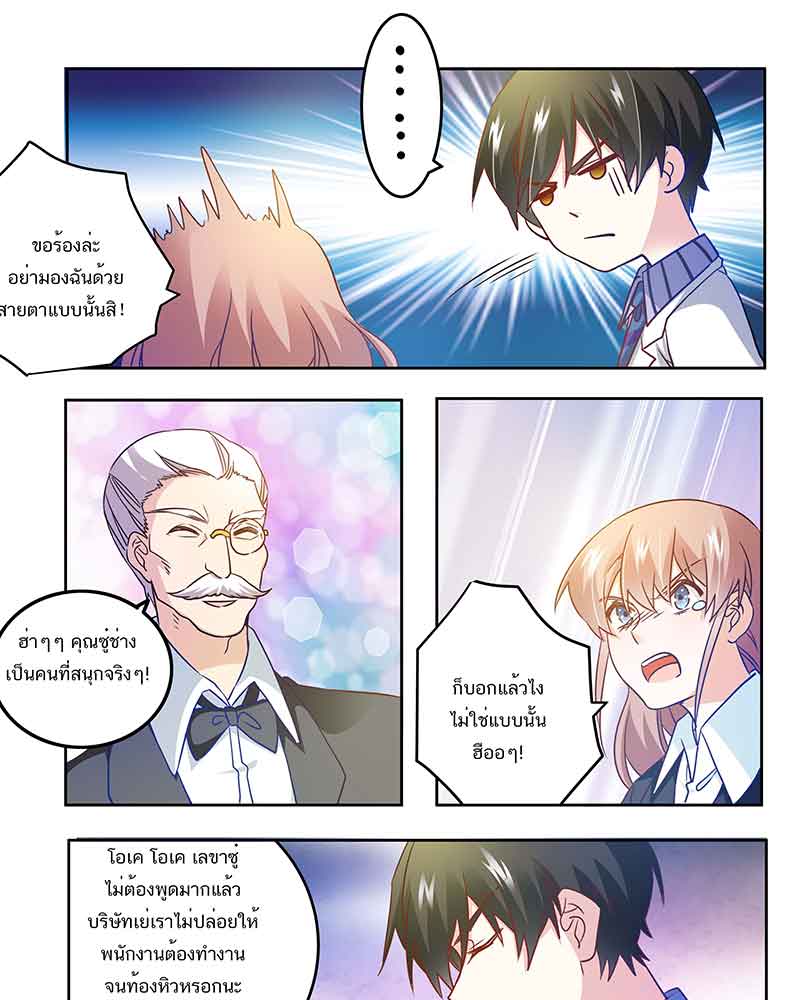 ขอร้องล่ะ
อย่ามองฉันด้วย
สายตาแบบนั้นสิ!
ฮ่าๆๆ คุณซู่ช่าง
เป็นคนที่สนุกจริงๆ!
ก็บอกแล้วไง
ไม่ใช่แบบนั้น
ฮืออๆ!
โอเค โอเค เลขาซู่
ไม่ต้องพูดมากแล้ว
บริษัทเย่เราไม่ปล่อยให้
พนักงานต้องทำงาน
จนท้องหิวหรอกนะ